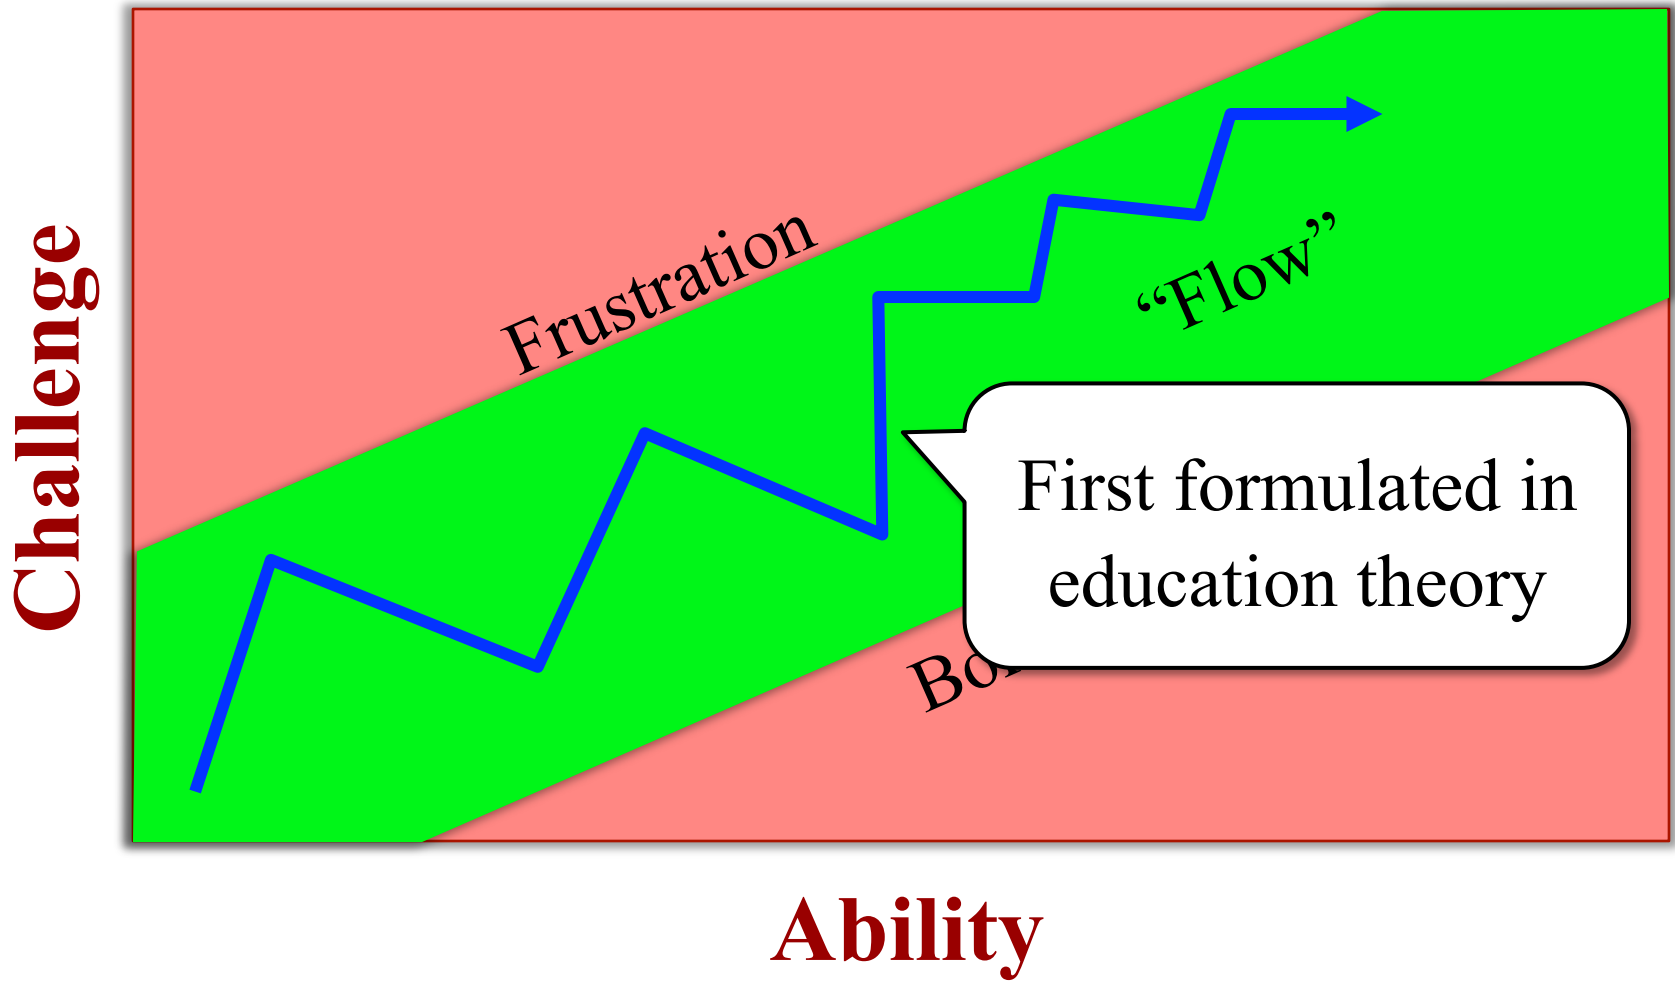 Challenge
Frustration
“Flow”
First formulated in
education theory
Ability